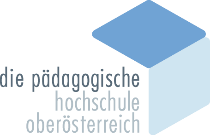 die pädagogische
hochschule
oberösterreich